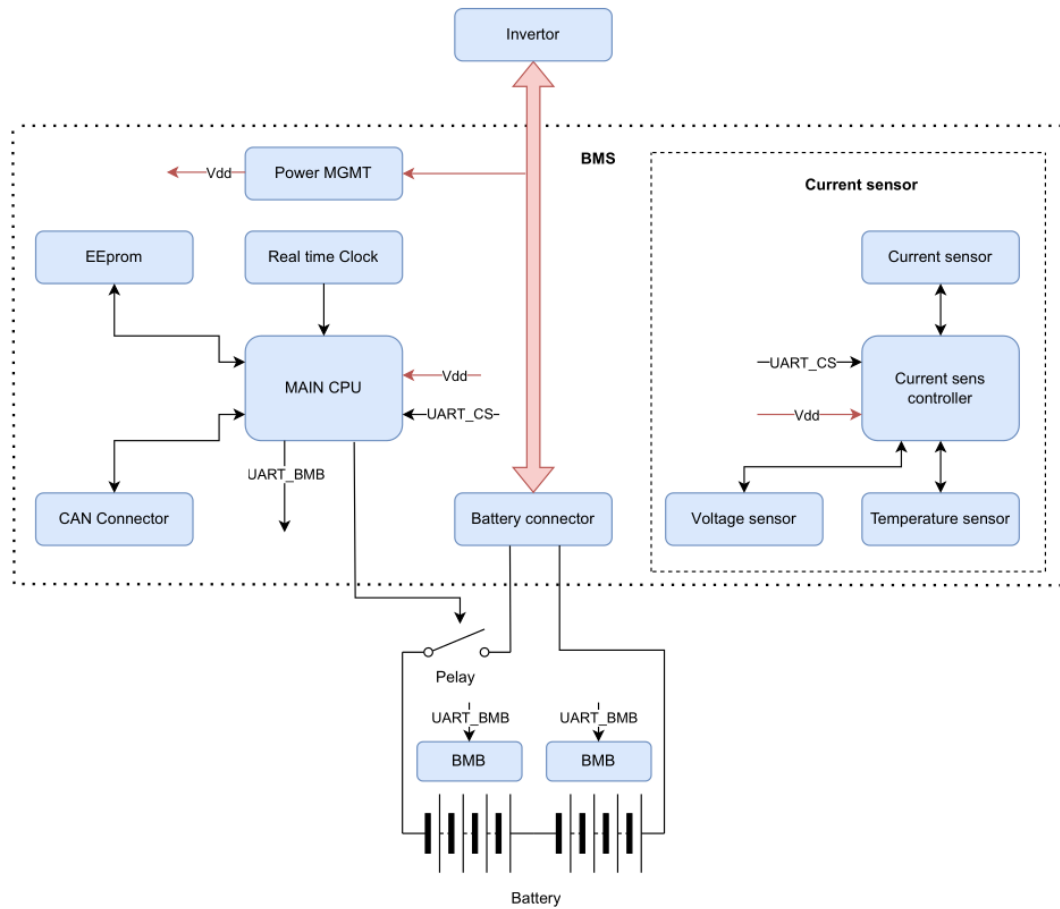 Invertor
BMS
Vdd
Power MGMT
Current sensor
EEprom
Real time Clock
Current sensor
MAIN CPU
Vdd
UART_CS
UART_CS
Vdd
Current sens
controller
UART_BMB
CAN Connector
Battery connector
Voltage sensor
Temperature sensor
Pelay
UART_BMB
UART_BMB
BMB
BMB
Battery